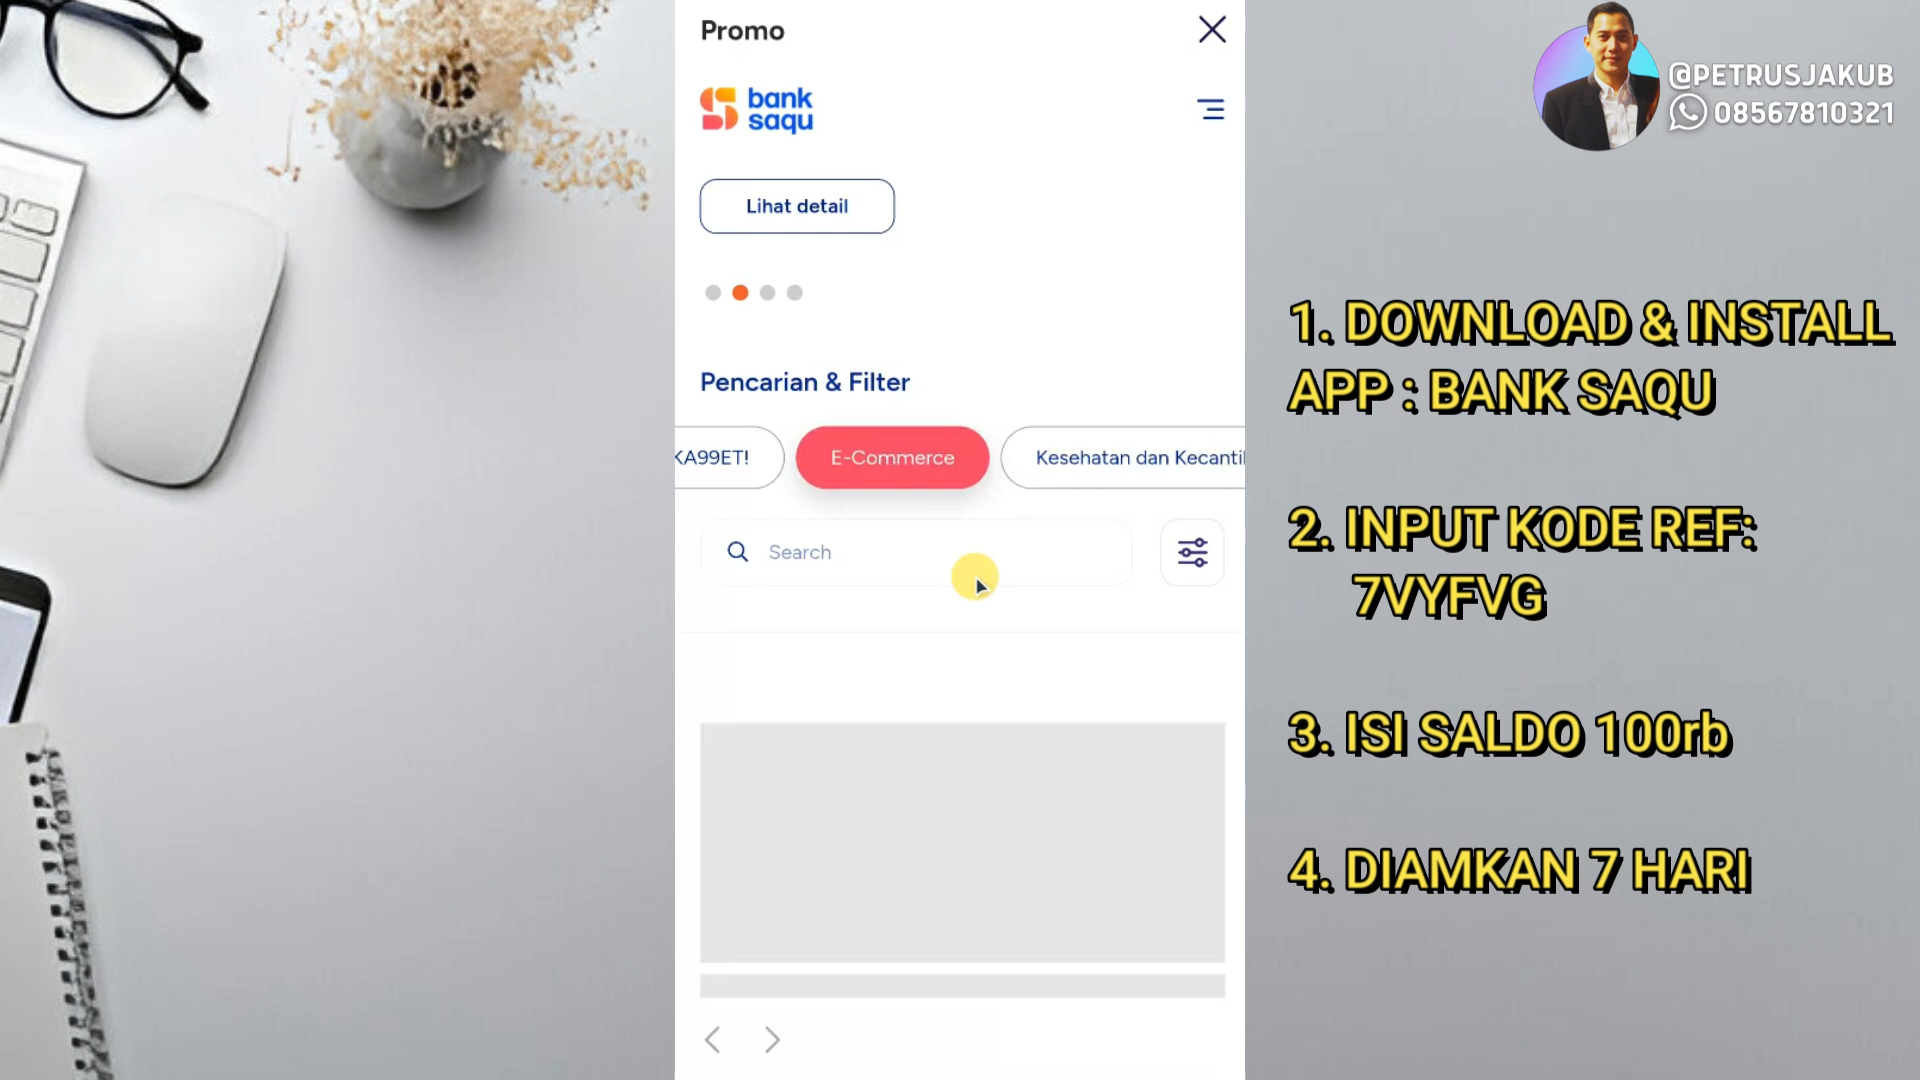 Promo
bank
saqu
Lihat detail
Pencarian & Filter
KA99ET!
E-Commerce
Kesehatan dan Kecanti
Search
@PETRUSJAKUB
08567810321
1. DOWNLOAD & INSTALL
APP : BANK SAQU
2. INPUT KODE REF:
7VYFVG
3. ISI SALDO 100rb
4. DIAMKAN 7 HARI